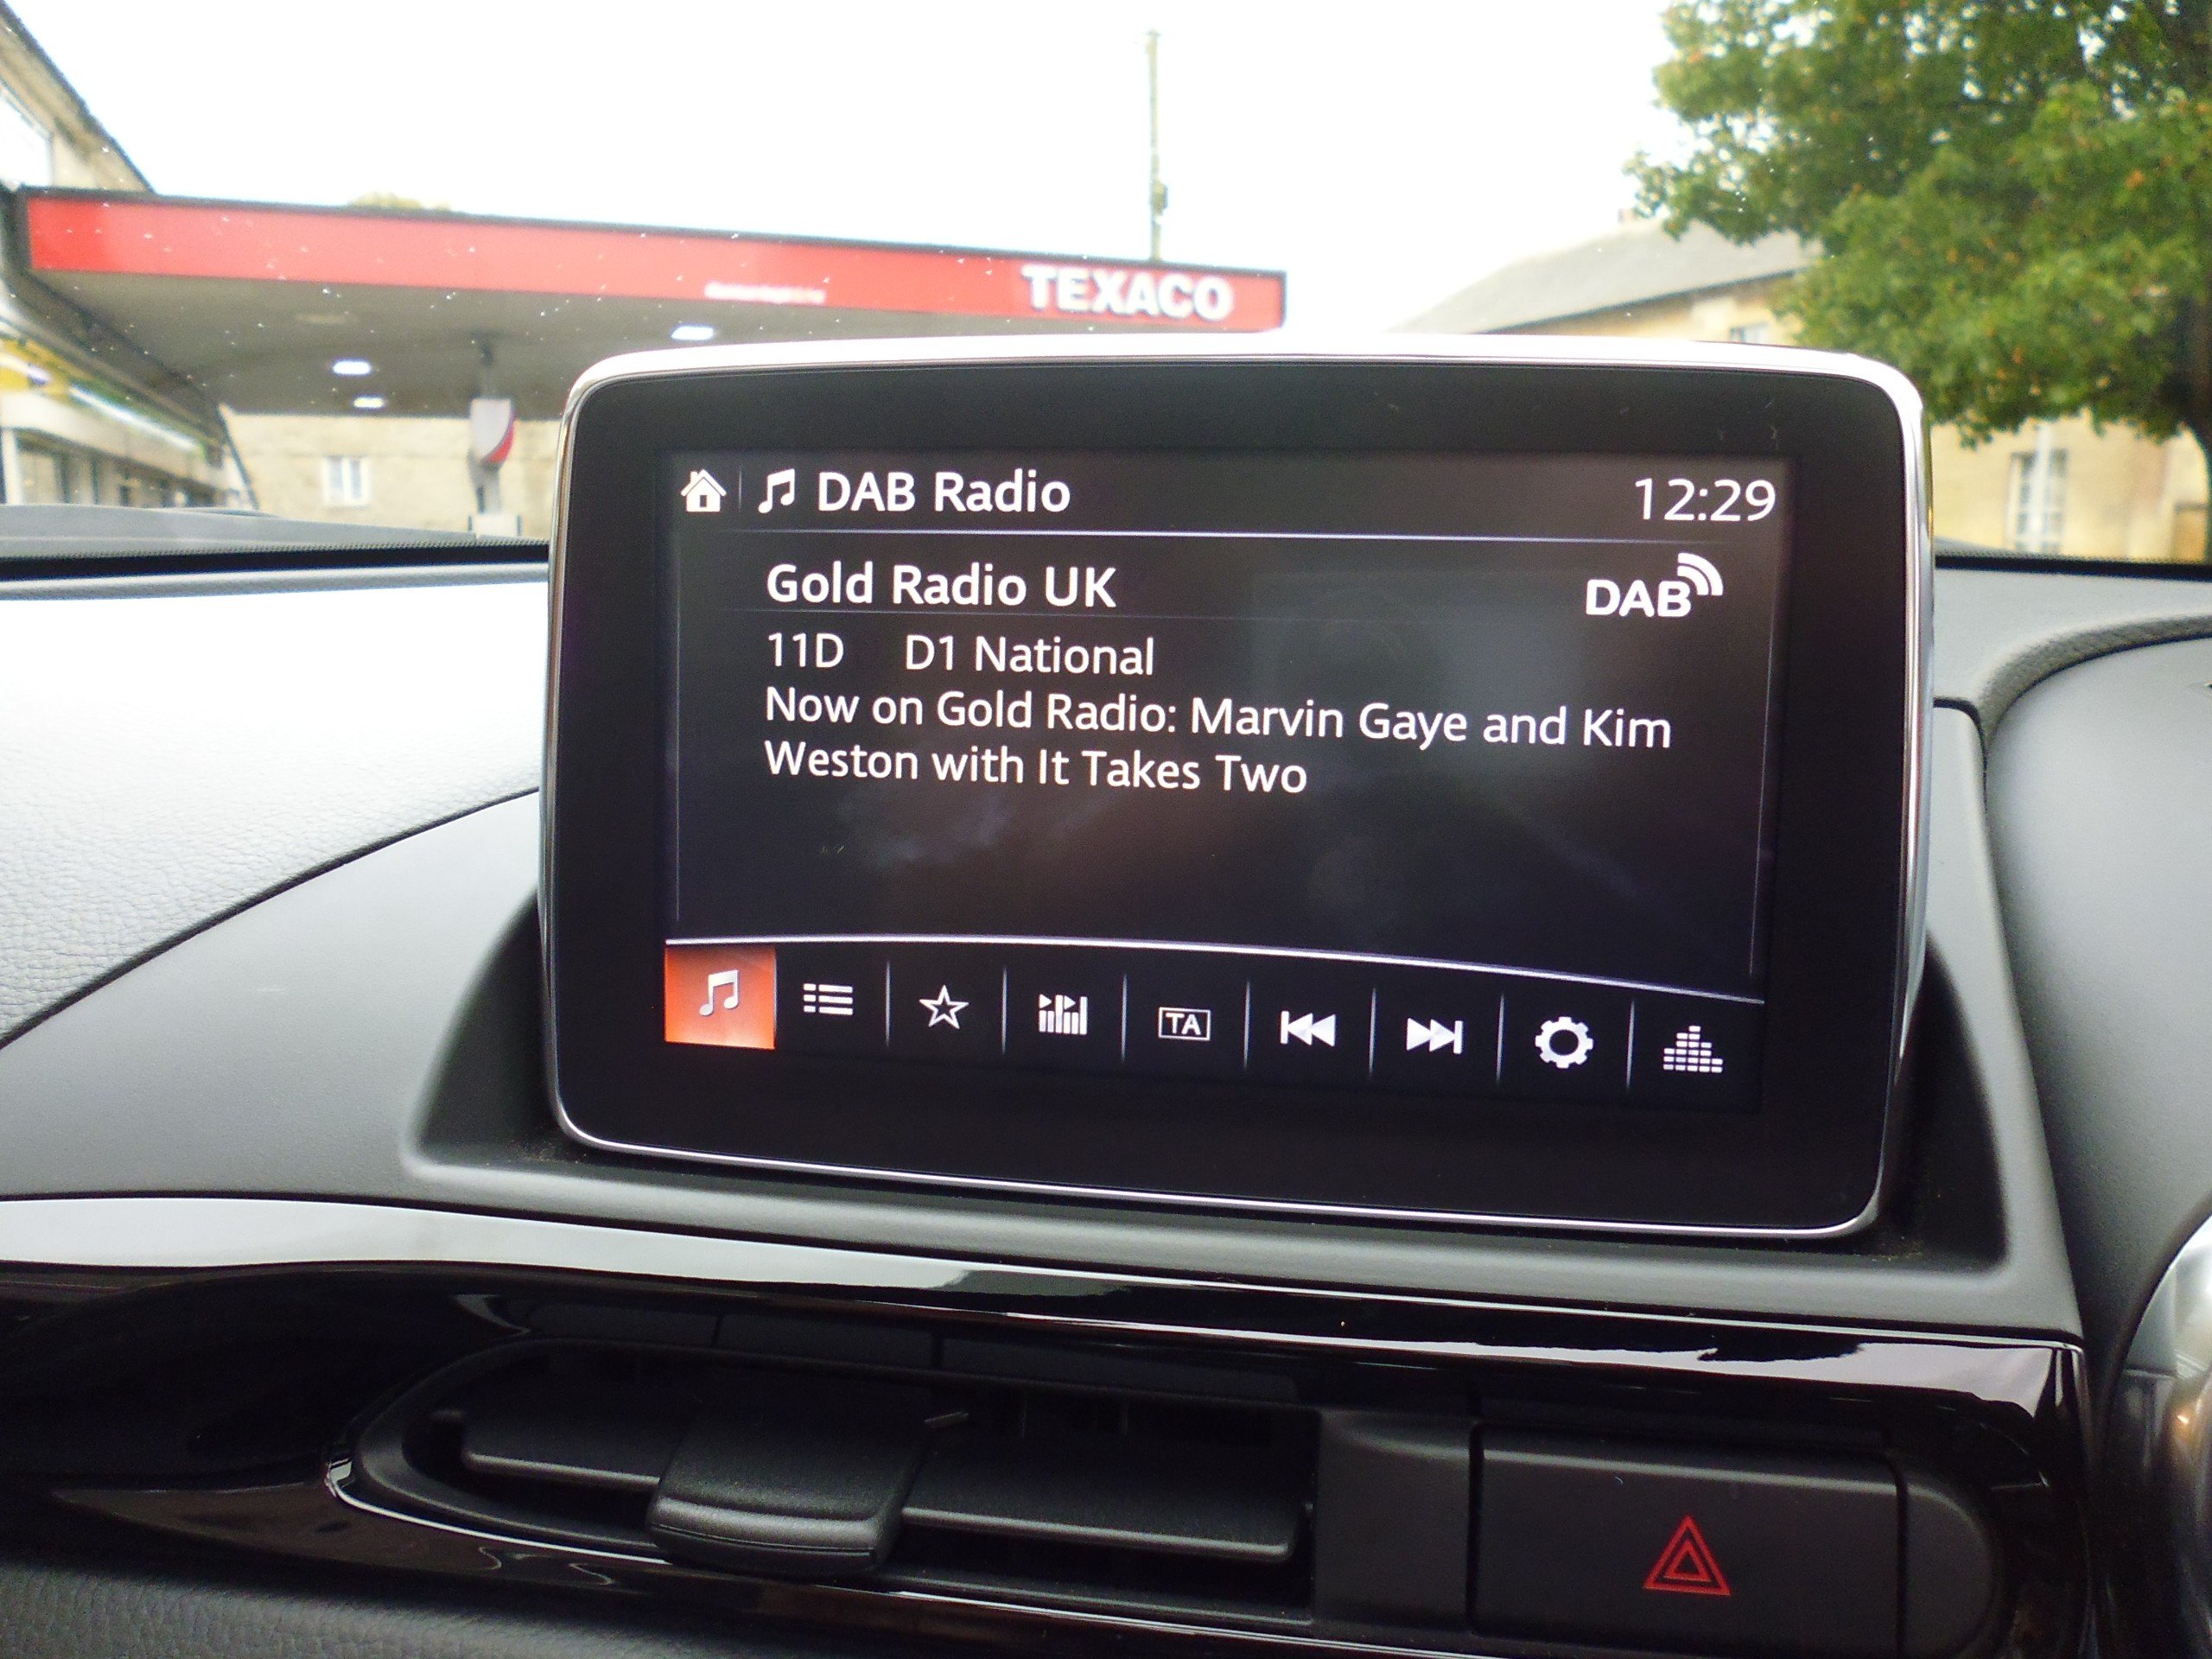 TEXACO
DAB Radio 12:29
Gold Radio UK DAB
11D D1 National
Now on Gold Radio: Marvin Gaye and Kim
Weston with It Takes Two
TA